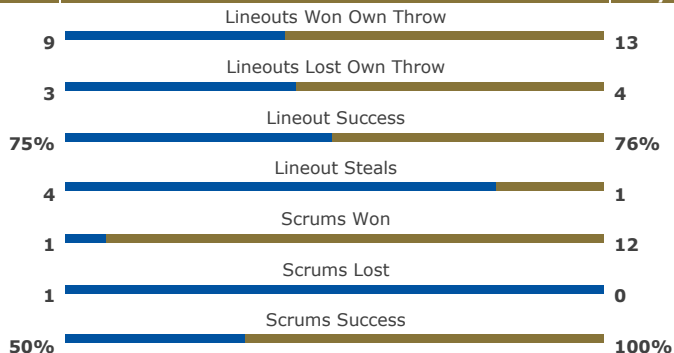 Lineouts Won Own Throw
9 13
Lineouts Lost Own Throw
3 4
Lineout Success
75% 76%
Lineout Steals
4 1
Scrums Won
1 12
Scrums Lost
1 0
Scrums Success
50% 100%